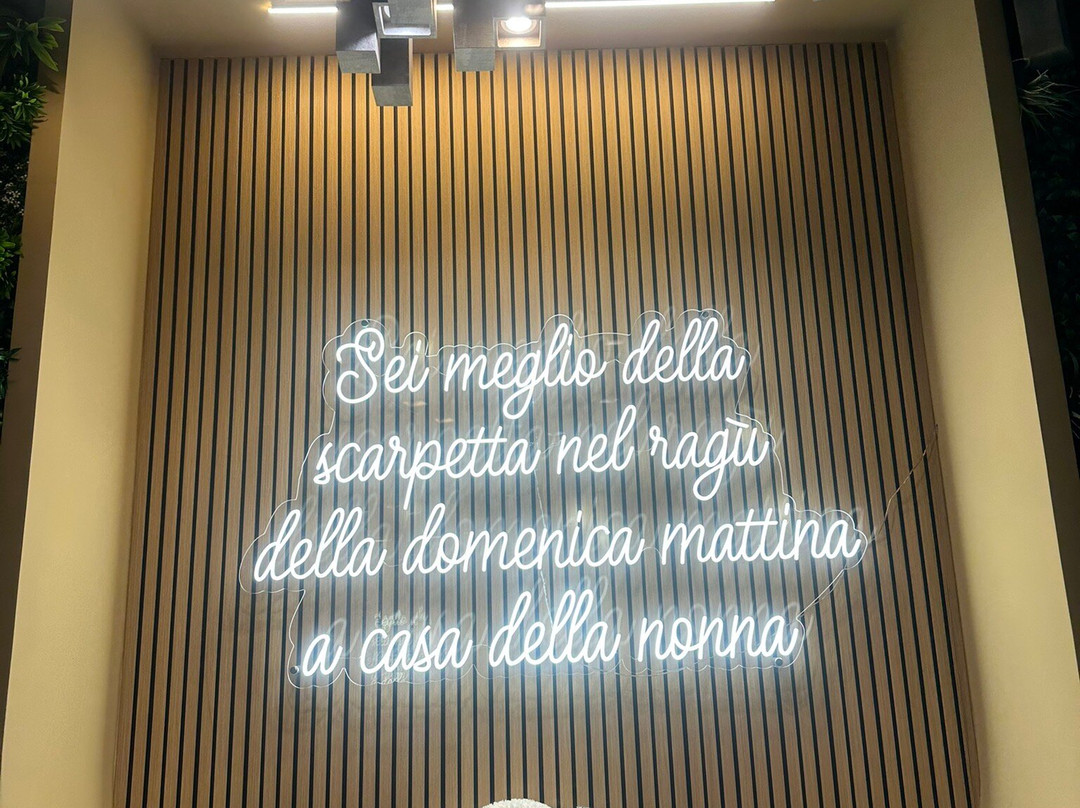 Sei meglio della
scarpetta nel ragù
della domenica mattina
a casa della nonna